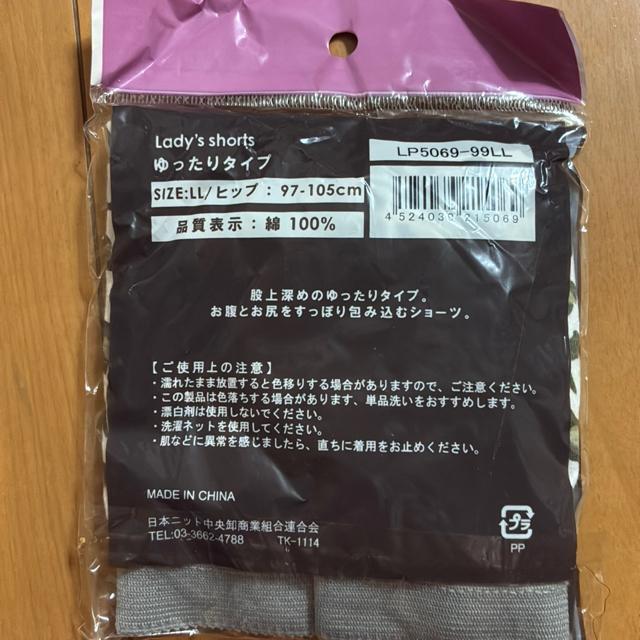 Lady's shorts
ゆったりタイプ
SIZE:LL/ヒップ : 97-105cm
品質表示 : 綿 100%
LP5069-99LL
4 524039 215069
股上深めのゆったりタイプ。
お腹とお尻をすっぽり包み込むショーツ。
【ご使用上の注意】
・濡れたまま放置すると色移りする場合がありますので、ご注意ください。
・この製品は色落ちする場合があります、単品洗いをおすすめします。
・漂白剤は使用しないでください。
・洗濯ネットを使用してください。
・肌などに異常を感じましたら、直ちに着用をお止めください。
MADE IN CHINA
日本ニット中央卸商業組合連合会
TEL:03-3662-4788 TK-1114
プラ
PP